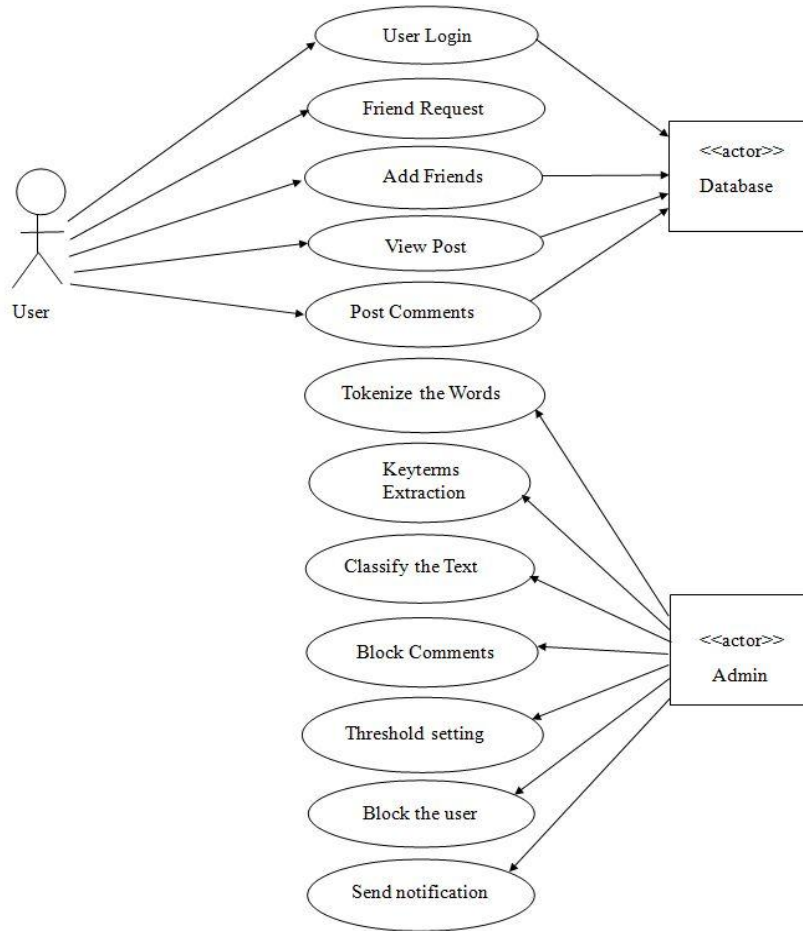 User Login
Friend Request
Add Friends
View Post
Post Comments
User
<<actor>>
Database
Tokenize the Words
Keyterms
Extraction
Classify the Text
Block Comments
Threshold setting
Block the user
Send notification
<<actor>>
Admin